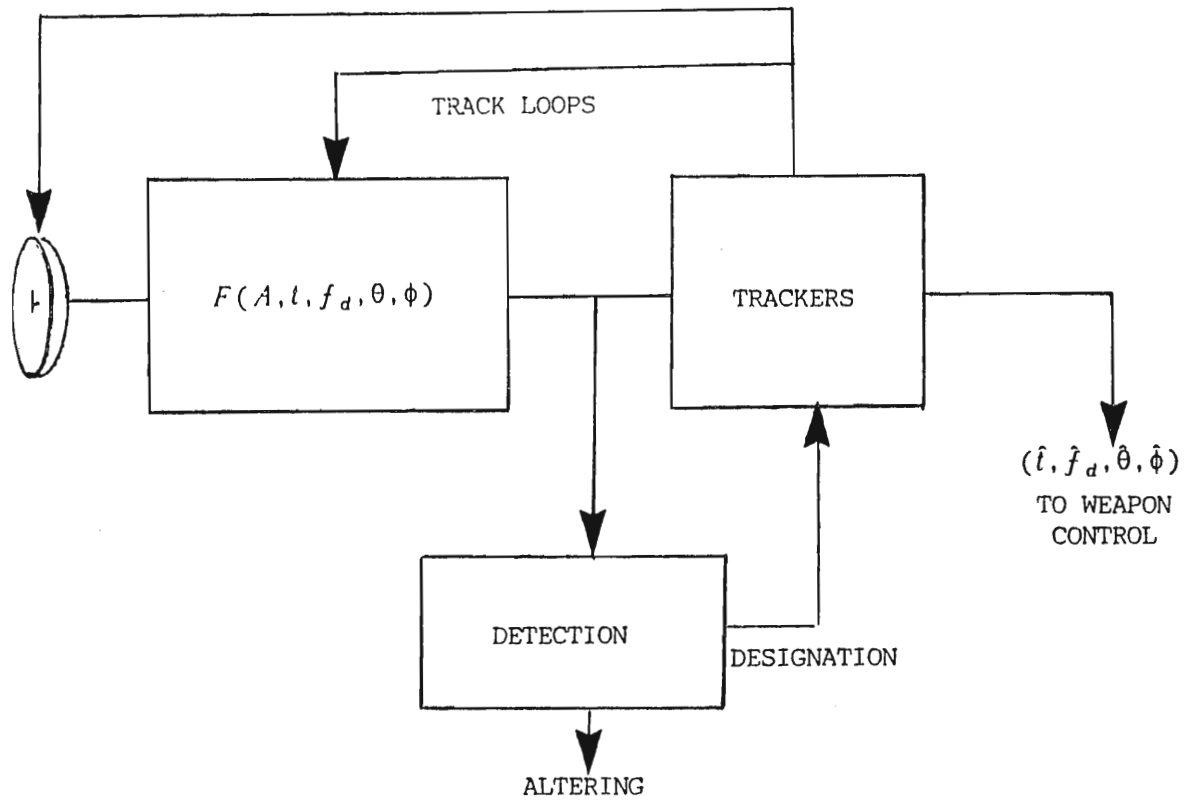 TRACK LOOPS
F(A,t,f_d,θ,ϕ)
TRACKERS
(t̂,f̂_d,θ̂,ϕ̂)
TO WEAPON
CONTROL
DETECTION
DESIGNATION
ALTERING